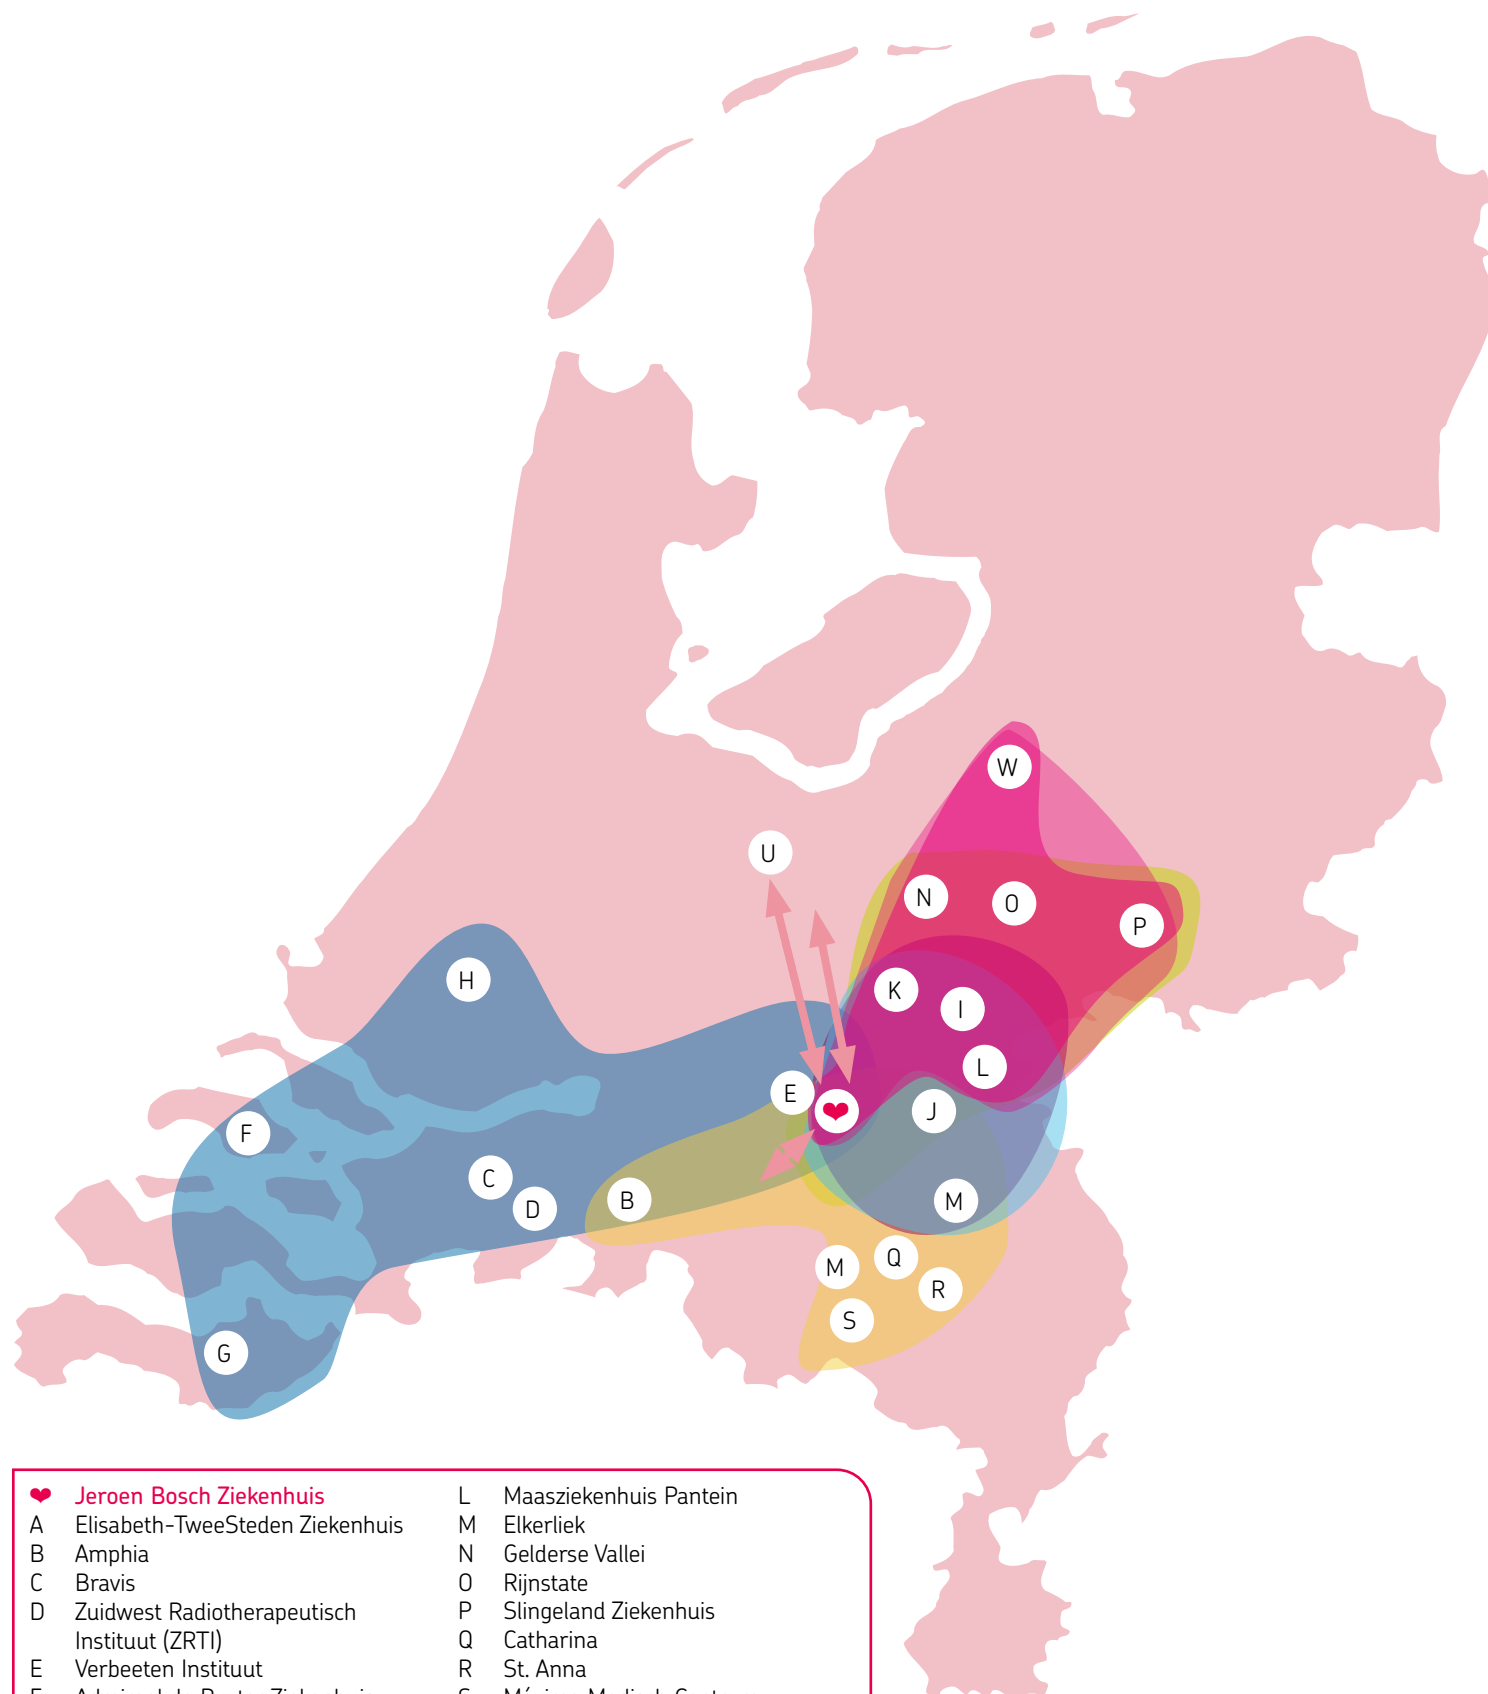 W
U
N
O
P
H
K
I
L
E
J
F
C
D
B
M
M
Q
R
S
G
❤ Jeroen Bosch Ziekenhuis
A Elisabeth-TweeSteden Ziekenhuis
B Amphia
C Bravis
D Zuidwest Radiotherapeutisch
Instituut (ZRTI)
E Verbeeten Instituut
L Maasziekenhuis Pantein
M Elkerliek
N Gelderse Vallei
O Rijnstate
P Slingeland Ziekenhuis
Q Catharina
R St. Anna